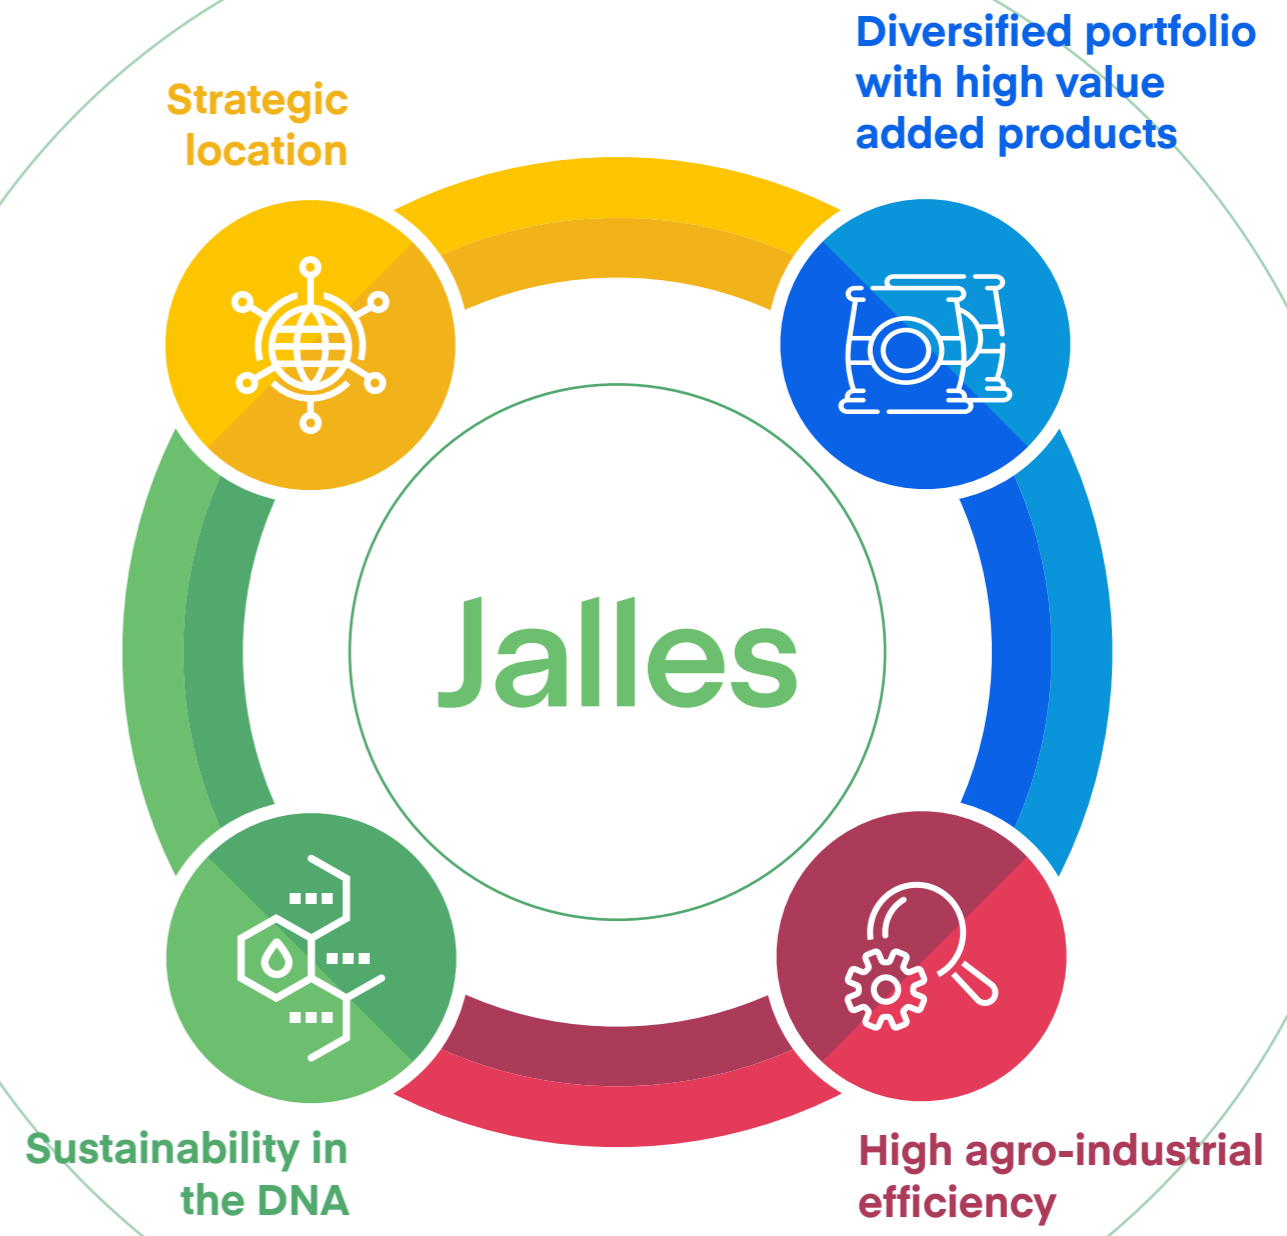 Strategic
location
Diversified portfolio
with high value
added products
Jalles
Sustainability in
the DNA
High agro-industrial
efficiency